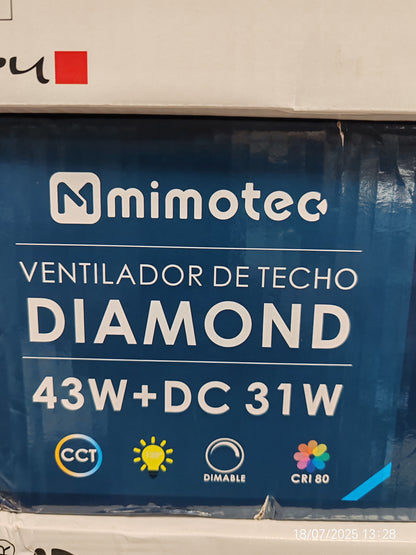 mimotec
VENTILADOR DE TECHO
DIAMOND
43W+DC 31W
CCT
DIMABLE
CRI 80
18/07/2025 13:28